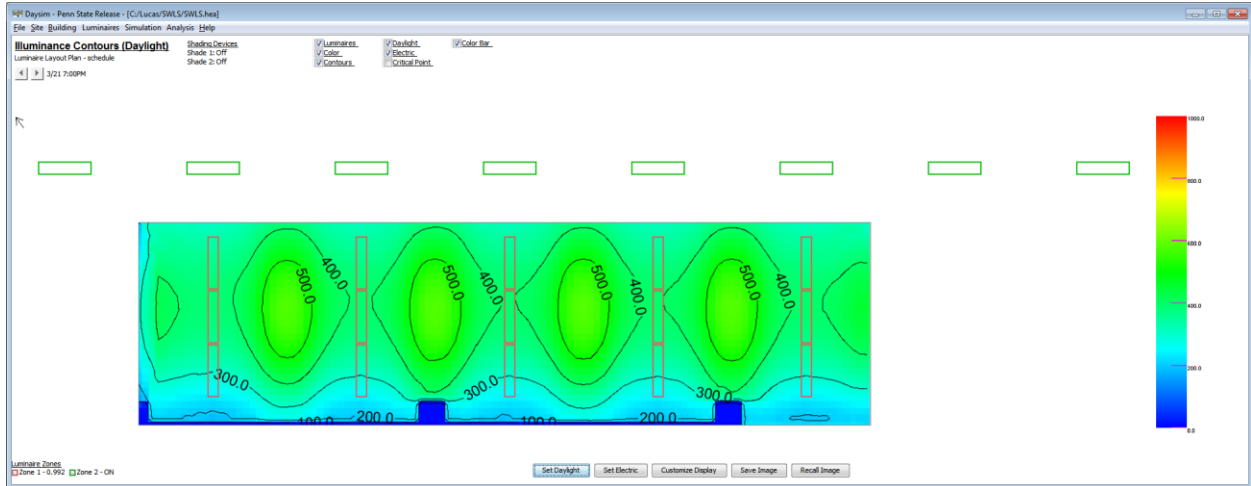 Daysim - Penn State Release - [C:/Lucas/SWLS/SWLS.hea]
File Site Building Luminaires Simulation Analysis Help
Illuminance Contours (Daylight)
Luminaire Layout Plan - schedule
3/21 7:00PM
Shading Devices
Shade 1: Off
Shade 2: Off
Luminaires Daylight Color Bar
Color Electric
Contours Critical Point
1000.0
800.0
600.0
400.0
200.0
0.0
400.0 400.0 400.0 400.0
500.0 500.0 500.0 500.0
300.0 300.0 300.0
100.0 200.0 100.0 200.0
Luminaire Zones
Zone 1 - 0.992 Zone 2 - ON
Set Daylight Set Electric Customize Display Save Image Recall Image